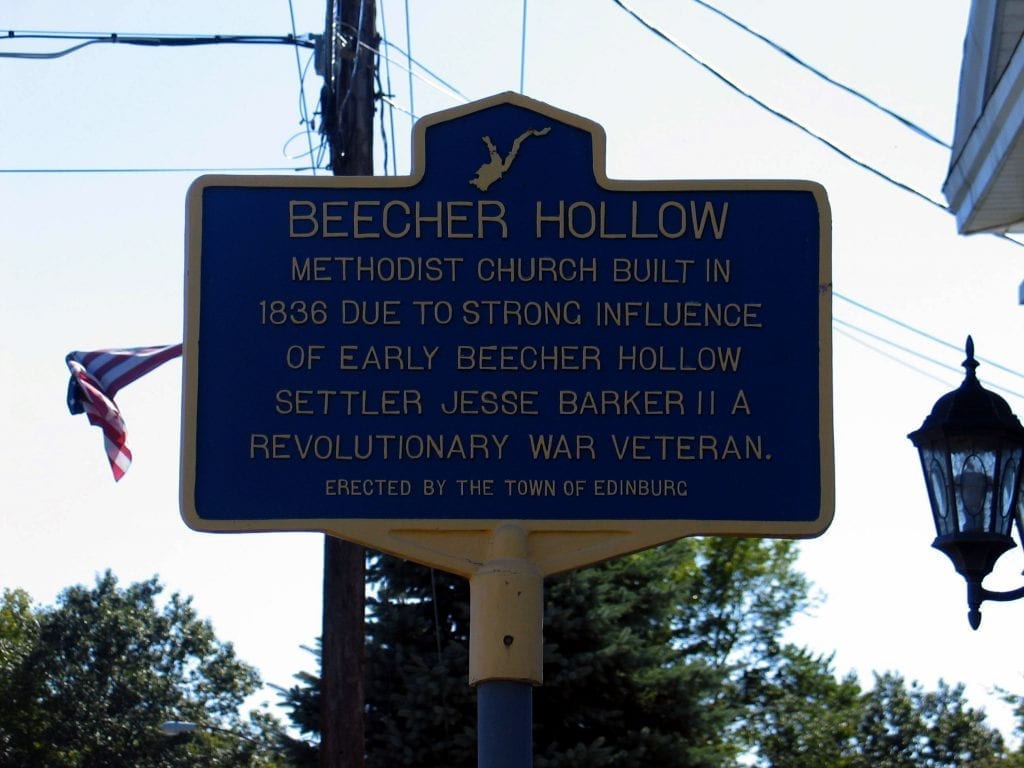 BEECHER HOLLOW
METHODIST CHURCH BUILT IN
1836 DUE TO STRONG INFLUENCE
OF EARLY BEECHER HOLLOW
SETTLER JESSE BARKER II A
REVOLUTIONARY WAR VETERAN.
ERECTED BY THE TOWN OF EDINBURG